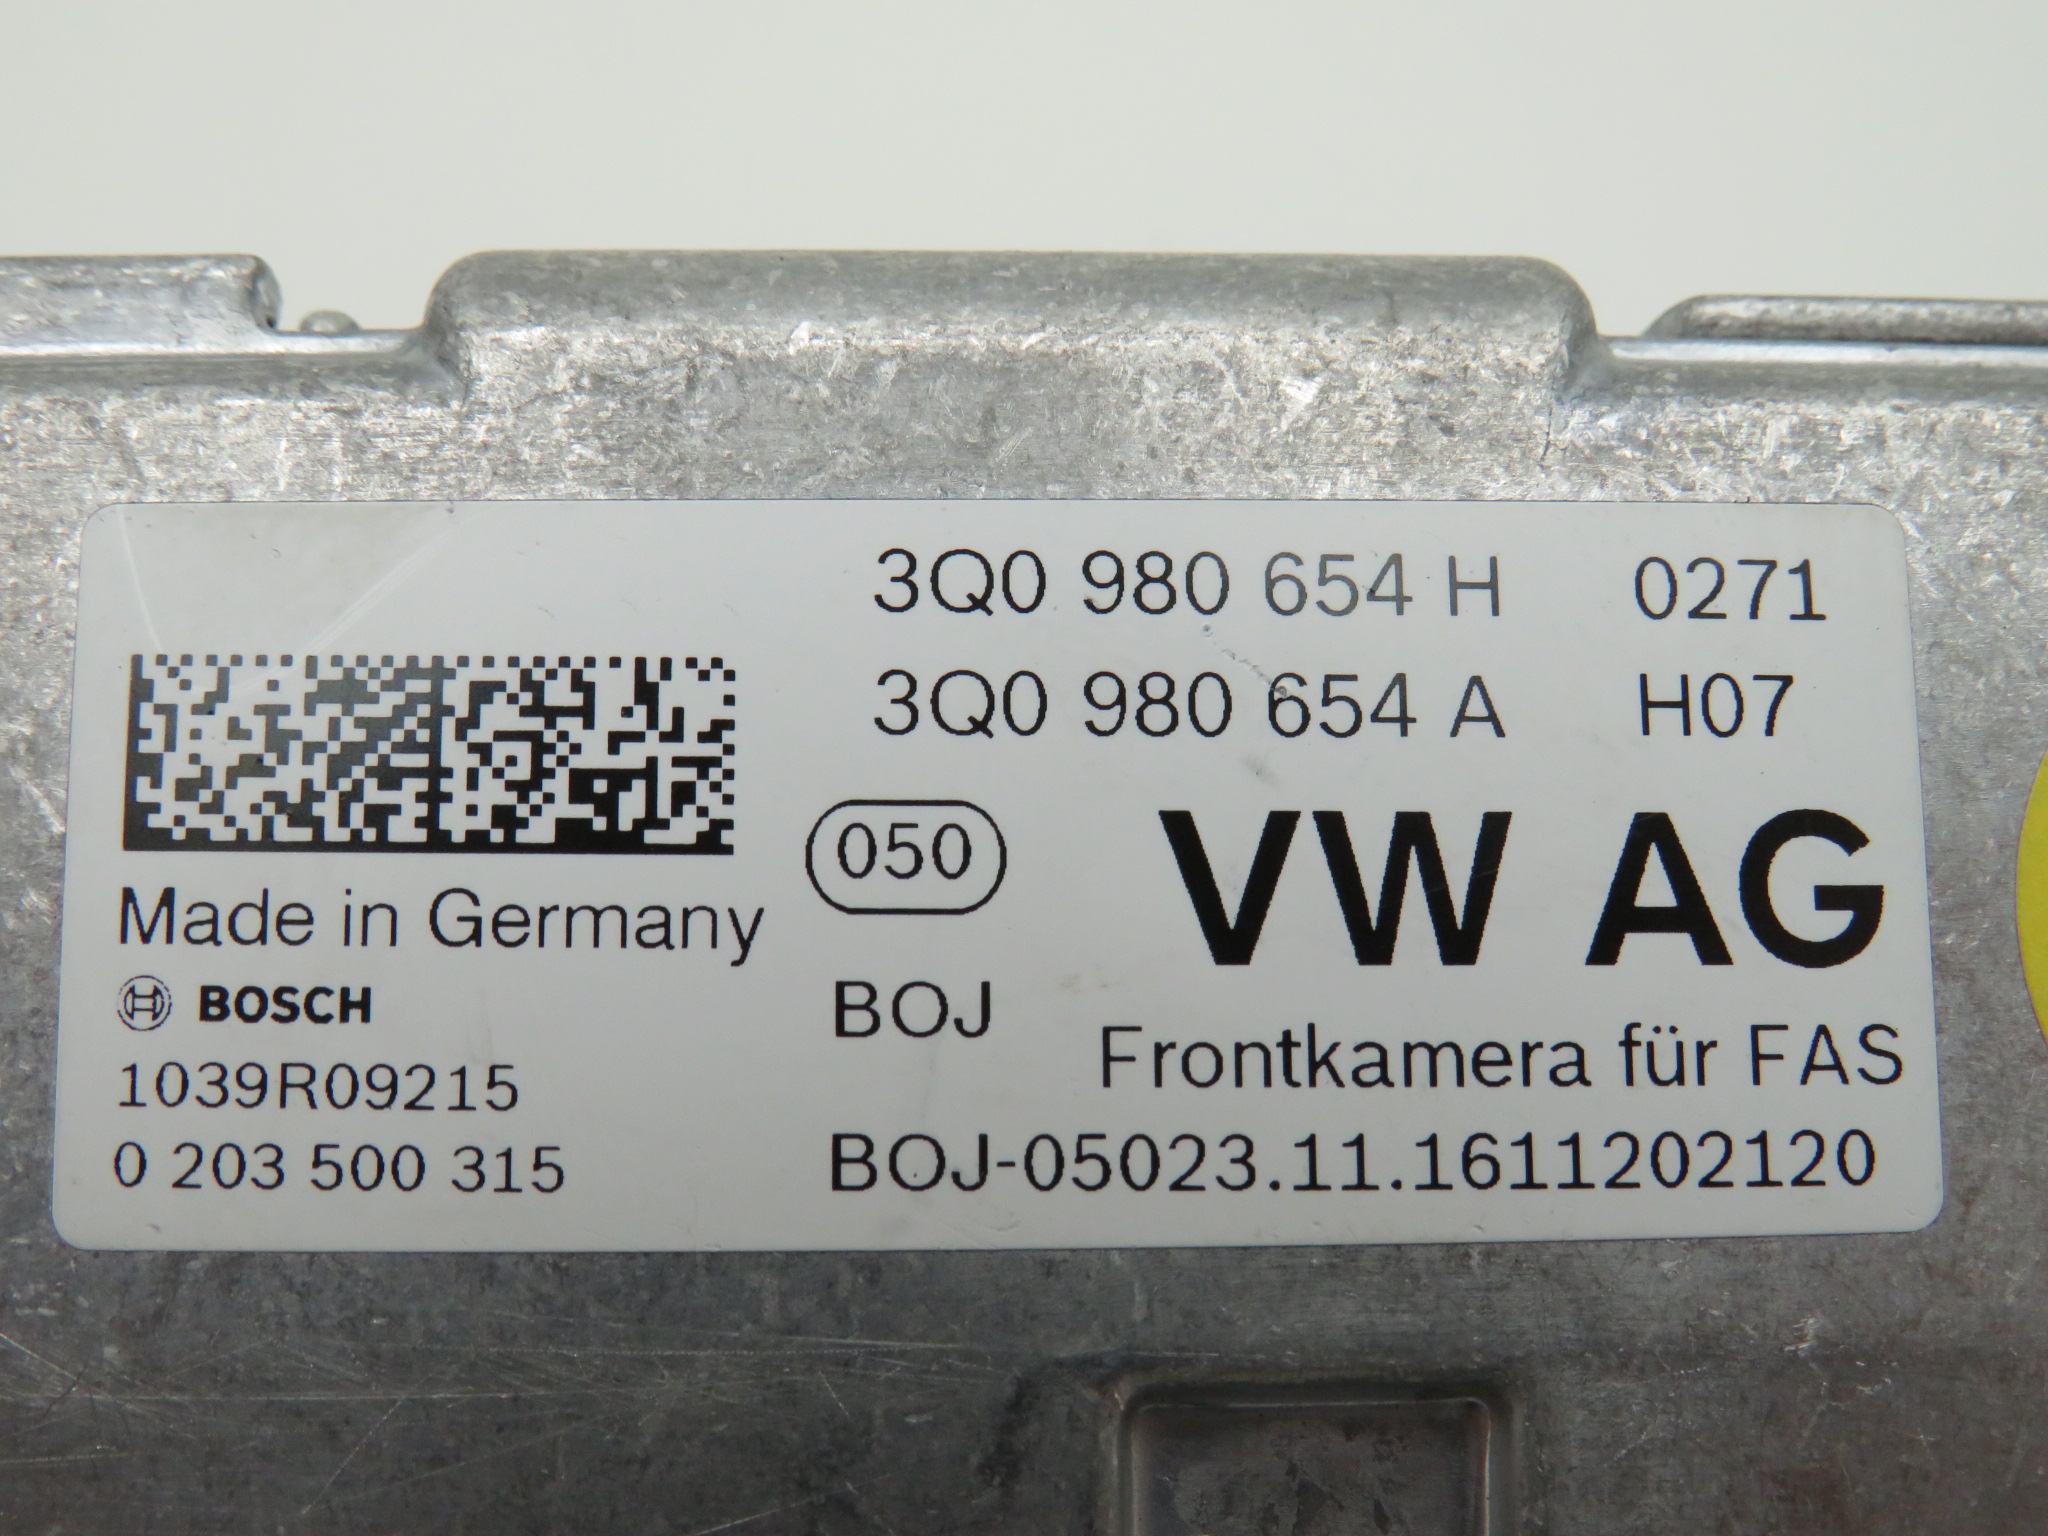 3Q0 980 654 H 0271
3Q0 980 654 A H07
050
VW AG
Made in Germany
BOSCH
BOJ
Frontkamera für FAS
1039R09215
0 203 500 315
BOJ-05023.11.1611202120